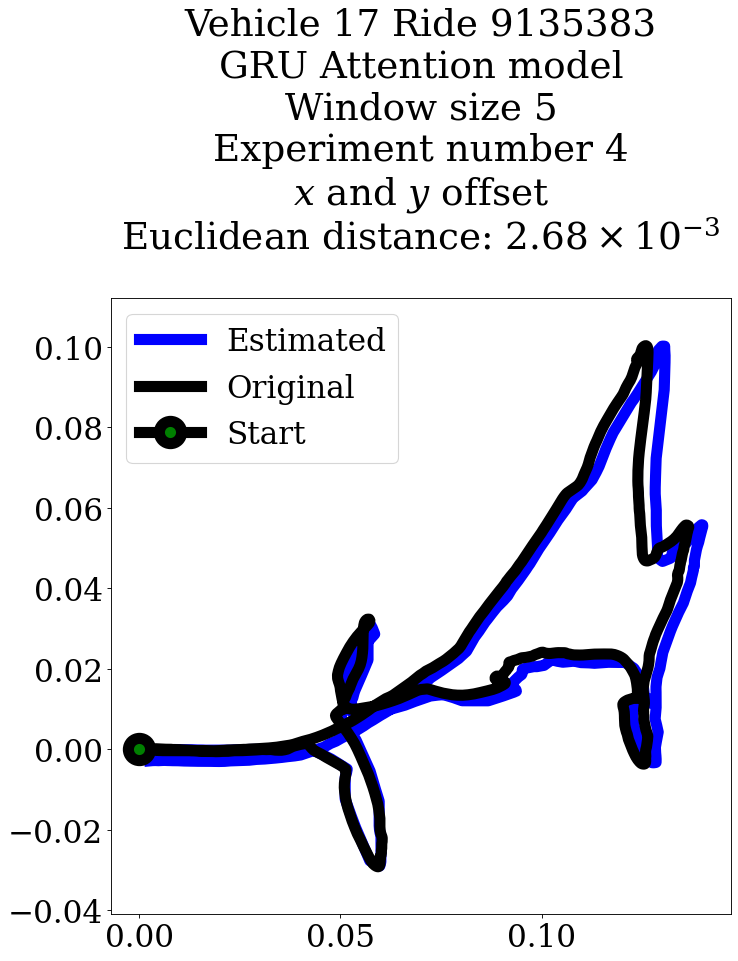 Vehicle 17 Ride 9135383
GRU Attention model
Window size 5
Experiment number 4
x and y offset
Euclidean distance: 2.68 × 10⁻³
Estimated
Original
Start
0.10
0.08
0.06
0.04
0.02
0.00
−0.02
−0.04
0.00 0.05 0.10